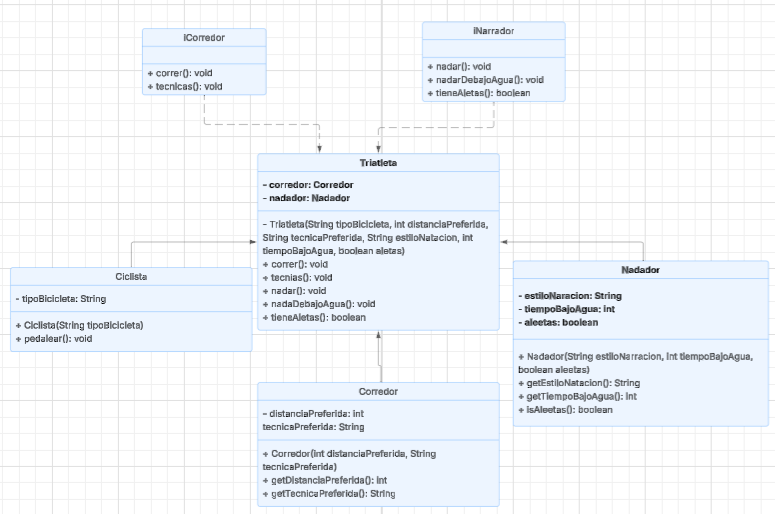 iCorredor
+ correr(): void
+ tecnicas(): void
iNarrador
+ nadar(): void
+ nadarDebajoAgua(): void
+ tieneAletas(): boolean
Triatleta
- corredor: Corredor
- nadador: Nadador
- Triatleta(String tipoBicicleta, int distanciaPreferida,
String tecnicaPreferida, String estiloNatacion, int
tiempoBajoAgua, boolean aletas)
+ correr(): void
+ tecnias(): void
+ nadar(): void
+ nadaDebajoAgua(): void
+ tieneAletas(): boolean
Ciclista
- tipoBicicleta: String
+ Ciclista(String tipoBicicleta)
+ pedalear(): void
Nadador
- estiloNaracion: String
- tiempoBajoAgua: int
- aleetas: boolean
+ Nadador(String estiloNarracion, int tiempoBajoAgua,
boolean aleetas)
+ getEstiloNatacion(): String
+ getTiempoBajoAgua(): int
+ isAleetas(): boolean
Corredor
- distanciaPreferida: int
tecnicaPreferida: String
+ Corredor(int distanciaPreferida, String
tecnicaPreferida)
+ getDistanciaPreferida(): int
+ getTecnicaPreferida(): String